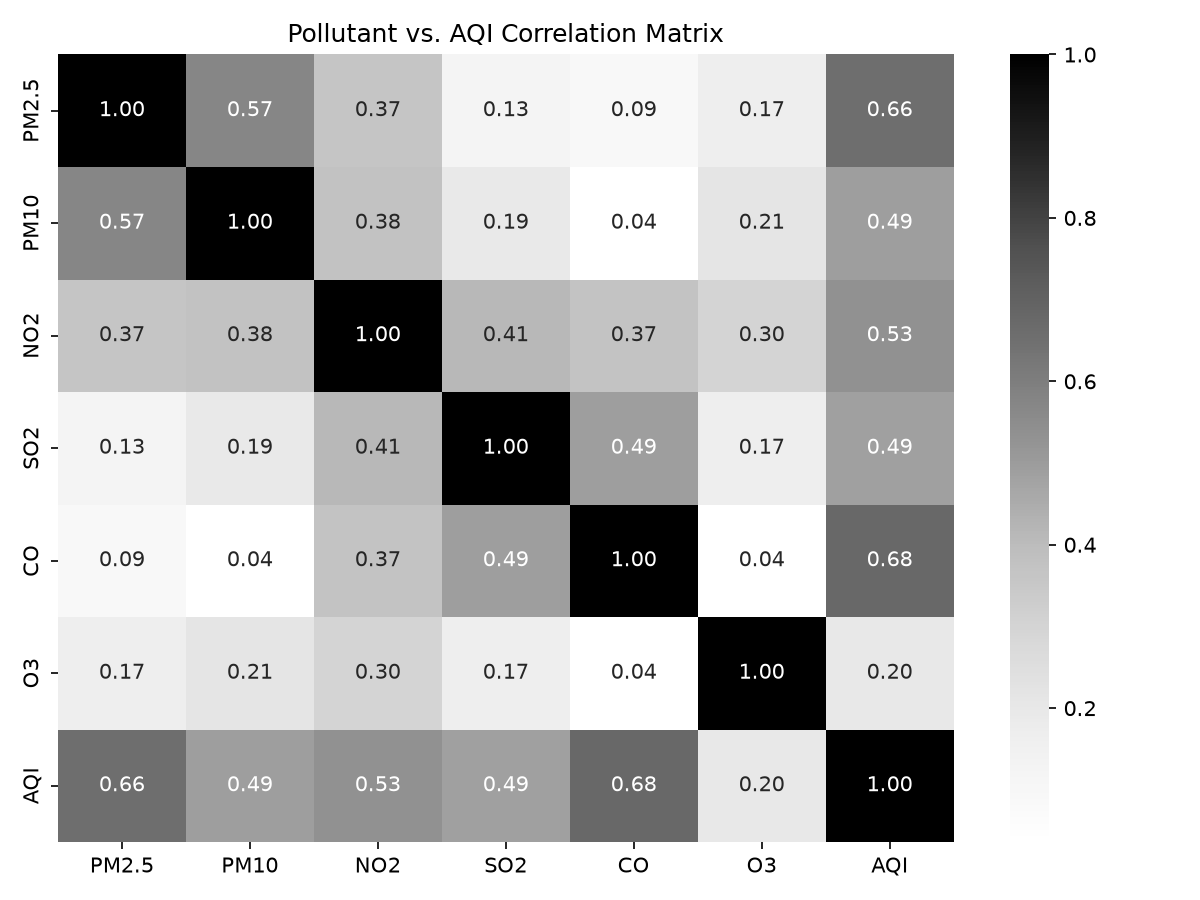 Pollutant vs. AQI Correlation Matrix
PM2.5 1.00 0.57 0.37 0.13 0.09 0.17 0.66
PM10 0.57 1.00 0.38 0.19 0.04 0.21 0.49
NO2 0.37 0.38 1.00 0.41 0.37 0.30 0.53
SO2 0.13 0.19 0.41 1.00 0.49 0.17 0.49
CO 0.09 0.04 0.37 0.49 1.00 0.04 0.68
O3 0.17 0.21 0.30 0.17 0.04 1.00 0.20
AQI 0.66 0.49 0.53 0.49 0.68 0.20 1.00
PM2.5 PM10 NO2 SO2 CO O3 AQI
1.0
0.8
0.6
0.4
0.2